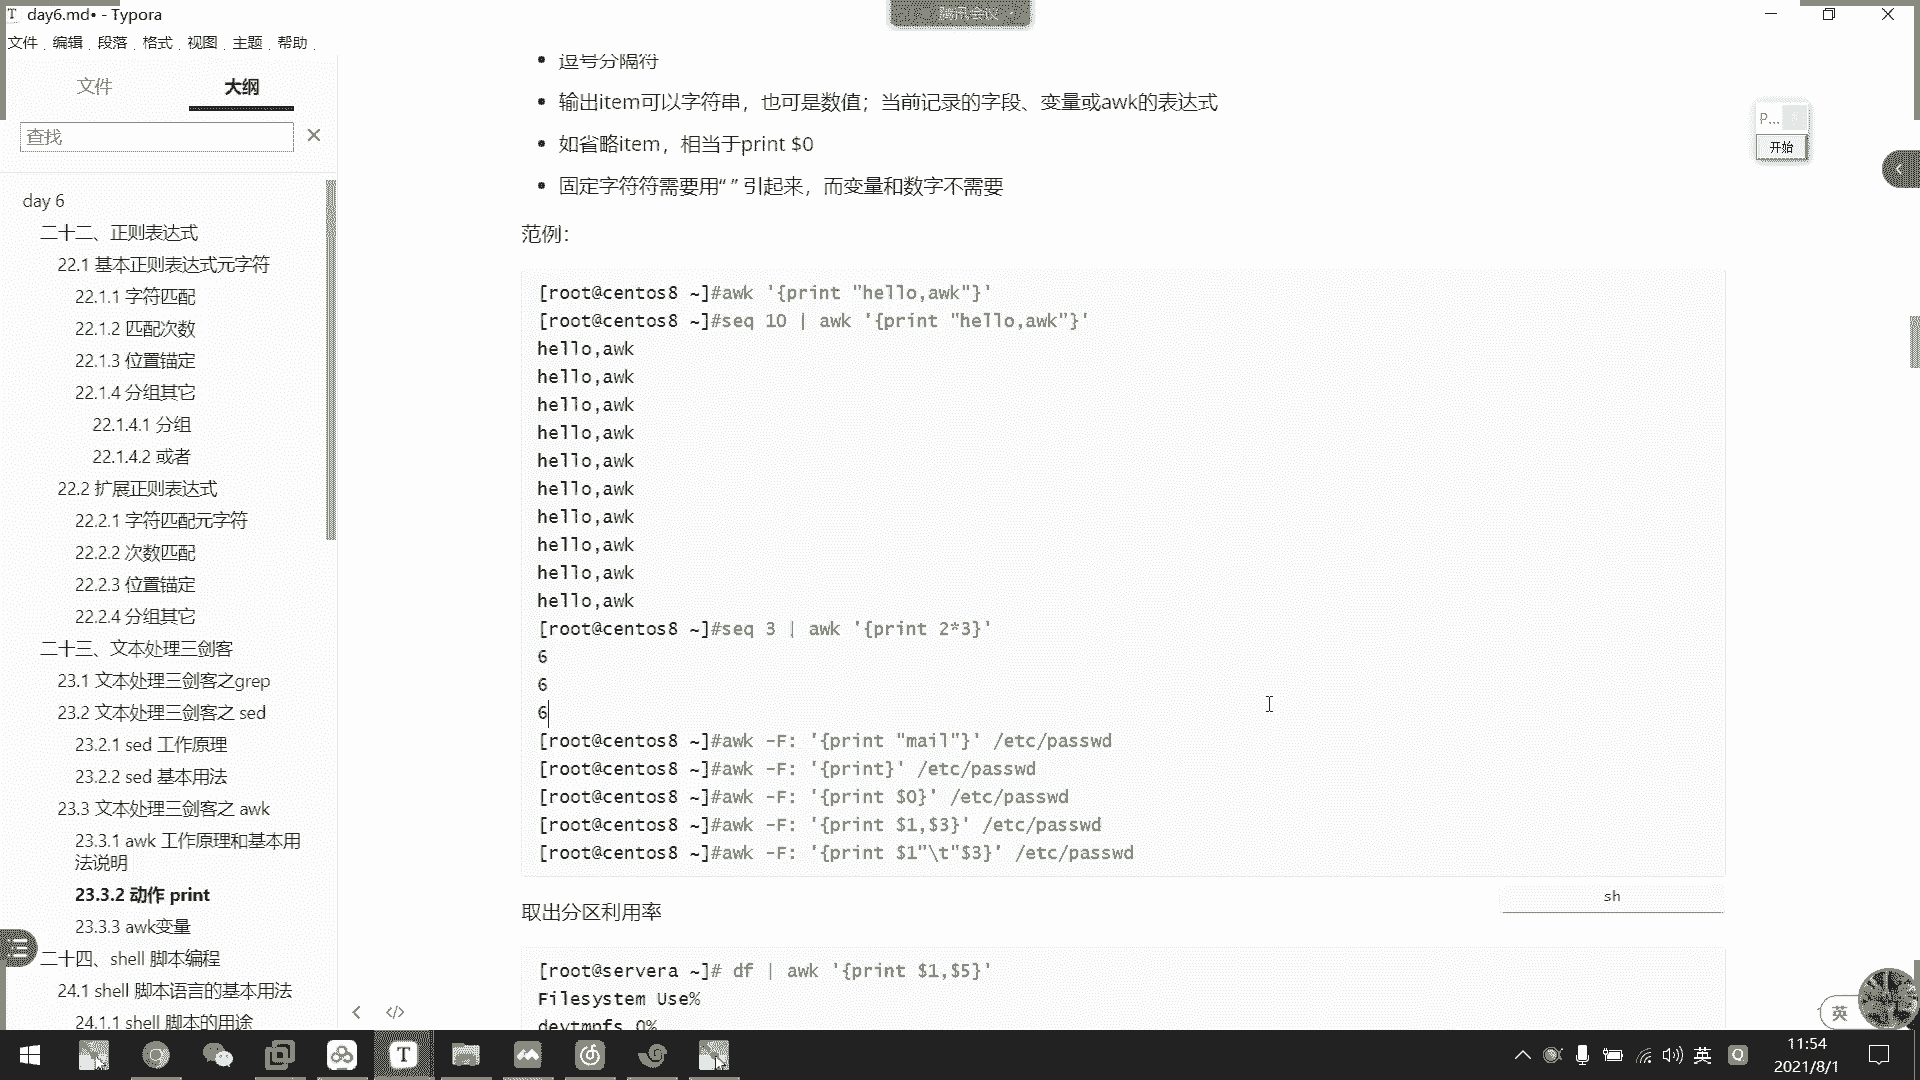 day6.md• - Typora
腾讯会议
文件 编辑 段落 格式 视图 主题 帮助
文件
大纲
查找
day 6
二十二、正则表达式
22.1 基本正则表达式元字符
22.1.1 字符匹配
22.1.2 匹配次数
22.1.3 位置锚定
22.1.4 分组其它
22.1.4.1 分组
22.1.4.2 或者
22.2 扩展正则表达式
22.2.1 字符匹配元字符
22.2.2 次数匹配
22.2.3 位置锚定
22.2.4 分组其它
二十三、文本处理三剑客
23.1 文本处理三剑客之grep
23.2 文本处理三剑客之 sed
23.2.1 sed 工作原理
23.2.2 sed 基本用法
23.3 文本处理三剑客之 awk
23.3.1 awk 工作原理和基本用
法说明
23.3.2 动作 print
23.3.3 awk变量
二十四、shell 脚本编程
24.1 shell 脚本语言的基本用法
24.1.1 shell 脚本的用途
• 逗号分隔符
• 输出item可以字符串，也可是数值；当前记录的字段、变量或awk的表达式
• 如省略item，相当于print $0
• 固定字符符需要用“ ” 引起来，而变量和数字不需要
范例：
[root@centos8 ~]#awk '{print "hello,awk"}'
[root@centos8 ~]#seq 10 | awk '{print "hello,awk"}'
hello,awk
hello,awk
hello,awk
hello,awk
hello,awk
hello,awk
hello,awk
hello,awk
hello,awk
hello,awk
[root@centos8 ~]#seq 3 | awk '{print 2*3}'
6
6
6
[root@centos8 ~]#awk -F: '{print "mail"}' /etc/passwd
[root@centos8 ~]#awk -F: '{print}' /etc/passwd
[root@centos8 ~]#awk -F: '{print $0}' /etc/passwd
[root@centos8 ~]#awk -F: '{print $1,$3}' /etc/passwd
[root@centos8 ~]#awk -F: '{print $1"\t"$3}' /etc/passwd
sh
取出分区利用率
[root@servera ~]# df | awk '{print $1,$5}'
Filesystem Use%
devtmpfs 0%
P...
开始
英
英
11:54
2021/8/1